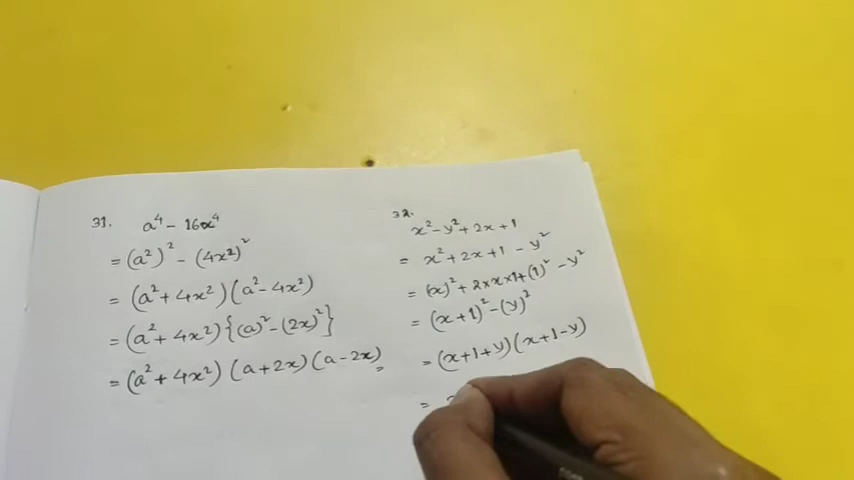 31. a⁴ - 16x⁴
= (a²)² - (4x²)²
= (a² + 4x²)(a² - 4x²)
= (a² + 4x²){(a)² - (2x)²}
= (a² + 4x²)(a + 2x)(a - 2x)
32. x² - y² + 2x + 1
= x² + 2x + 1 - y²
= (x)² + 2×x×1 + (1)² - y²
= (x + 1)² - (y)²
= (x + 1 + y)(x + 1 - y)
=